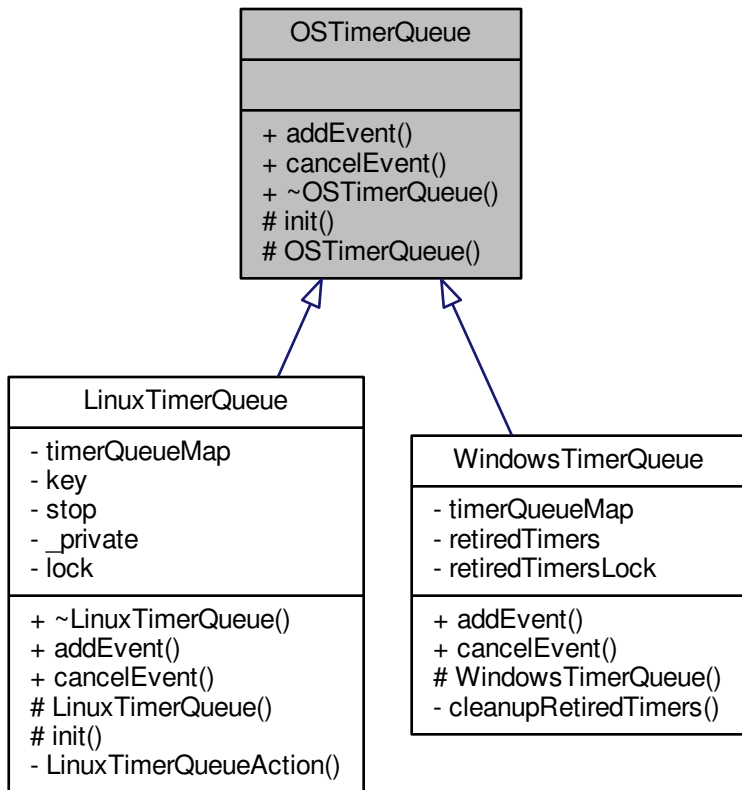 OSTimerQueue
+ addEvent()
+ cancelEvent()
+ ~OSTimerQueue()
# init()
# OSTimerQueue()
LinuxTimerQueue
- timerQueueMap
- key
- stop
- _private
- lock
+ ~LinuxTimerQueue()
+ addEvent()
+ cancelEvent()
# LinuxTimerQueue()
# init()
- LinuxTimerQueueAction()
WindowsTimerQueue
- timerQueueMap
- retiredTimers
- retiredTimersLock
+ addEvent()
+ cancelEvent()
# WindowsTimerQueue()
- cleanupRetiredTimers()